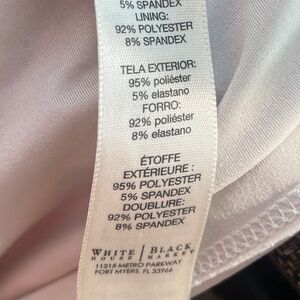 5% SPANDEX
LINING:
92% POLYESTER
8% SPANDEX
TELA EXTERIOR:
95% poliéster
5% elastano
FORRO:
92% poliéster
8% elastano
ÉTOFFE
EXTÉRIEURE :
95% POLYESTER
5% SPANDEX
DOUBLURE:
92% POLYESTER
8% SPANDEX
WHITE | BLACK
HOUSE | MARKET
11215 METRO PARKWAY
FORT MYERS, FL 33966